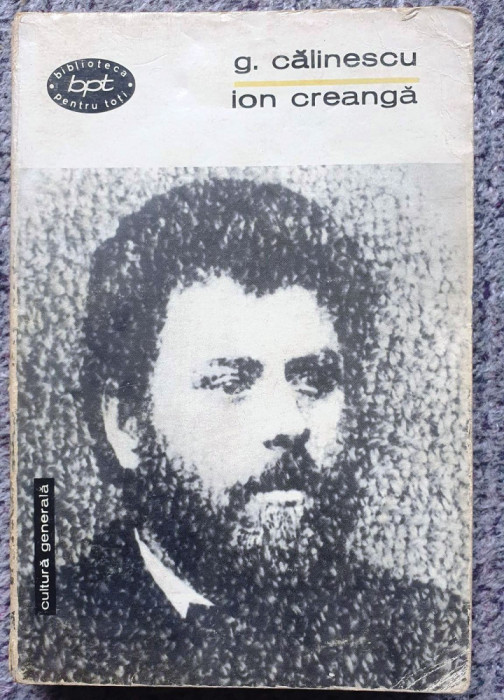 biblioteca
bpt
pentru toți
g. călinescu
ion creangă
cultură generală